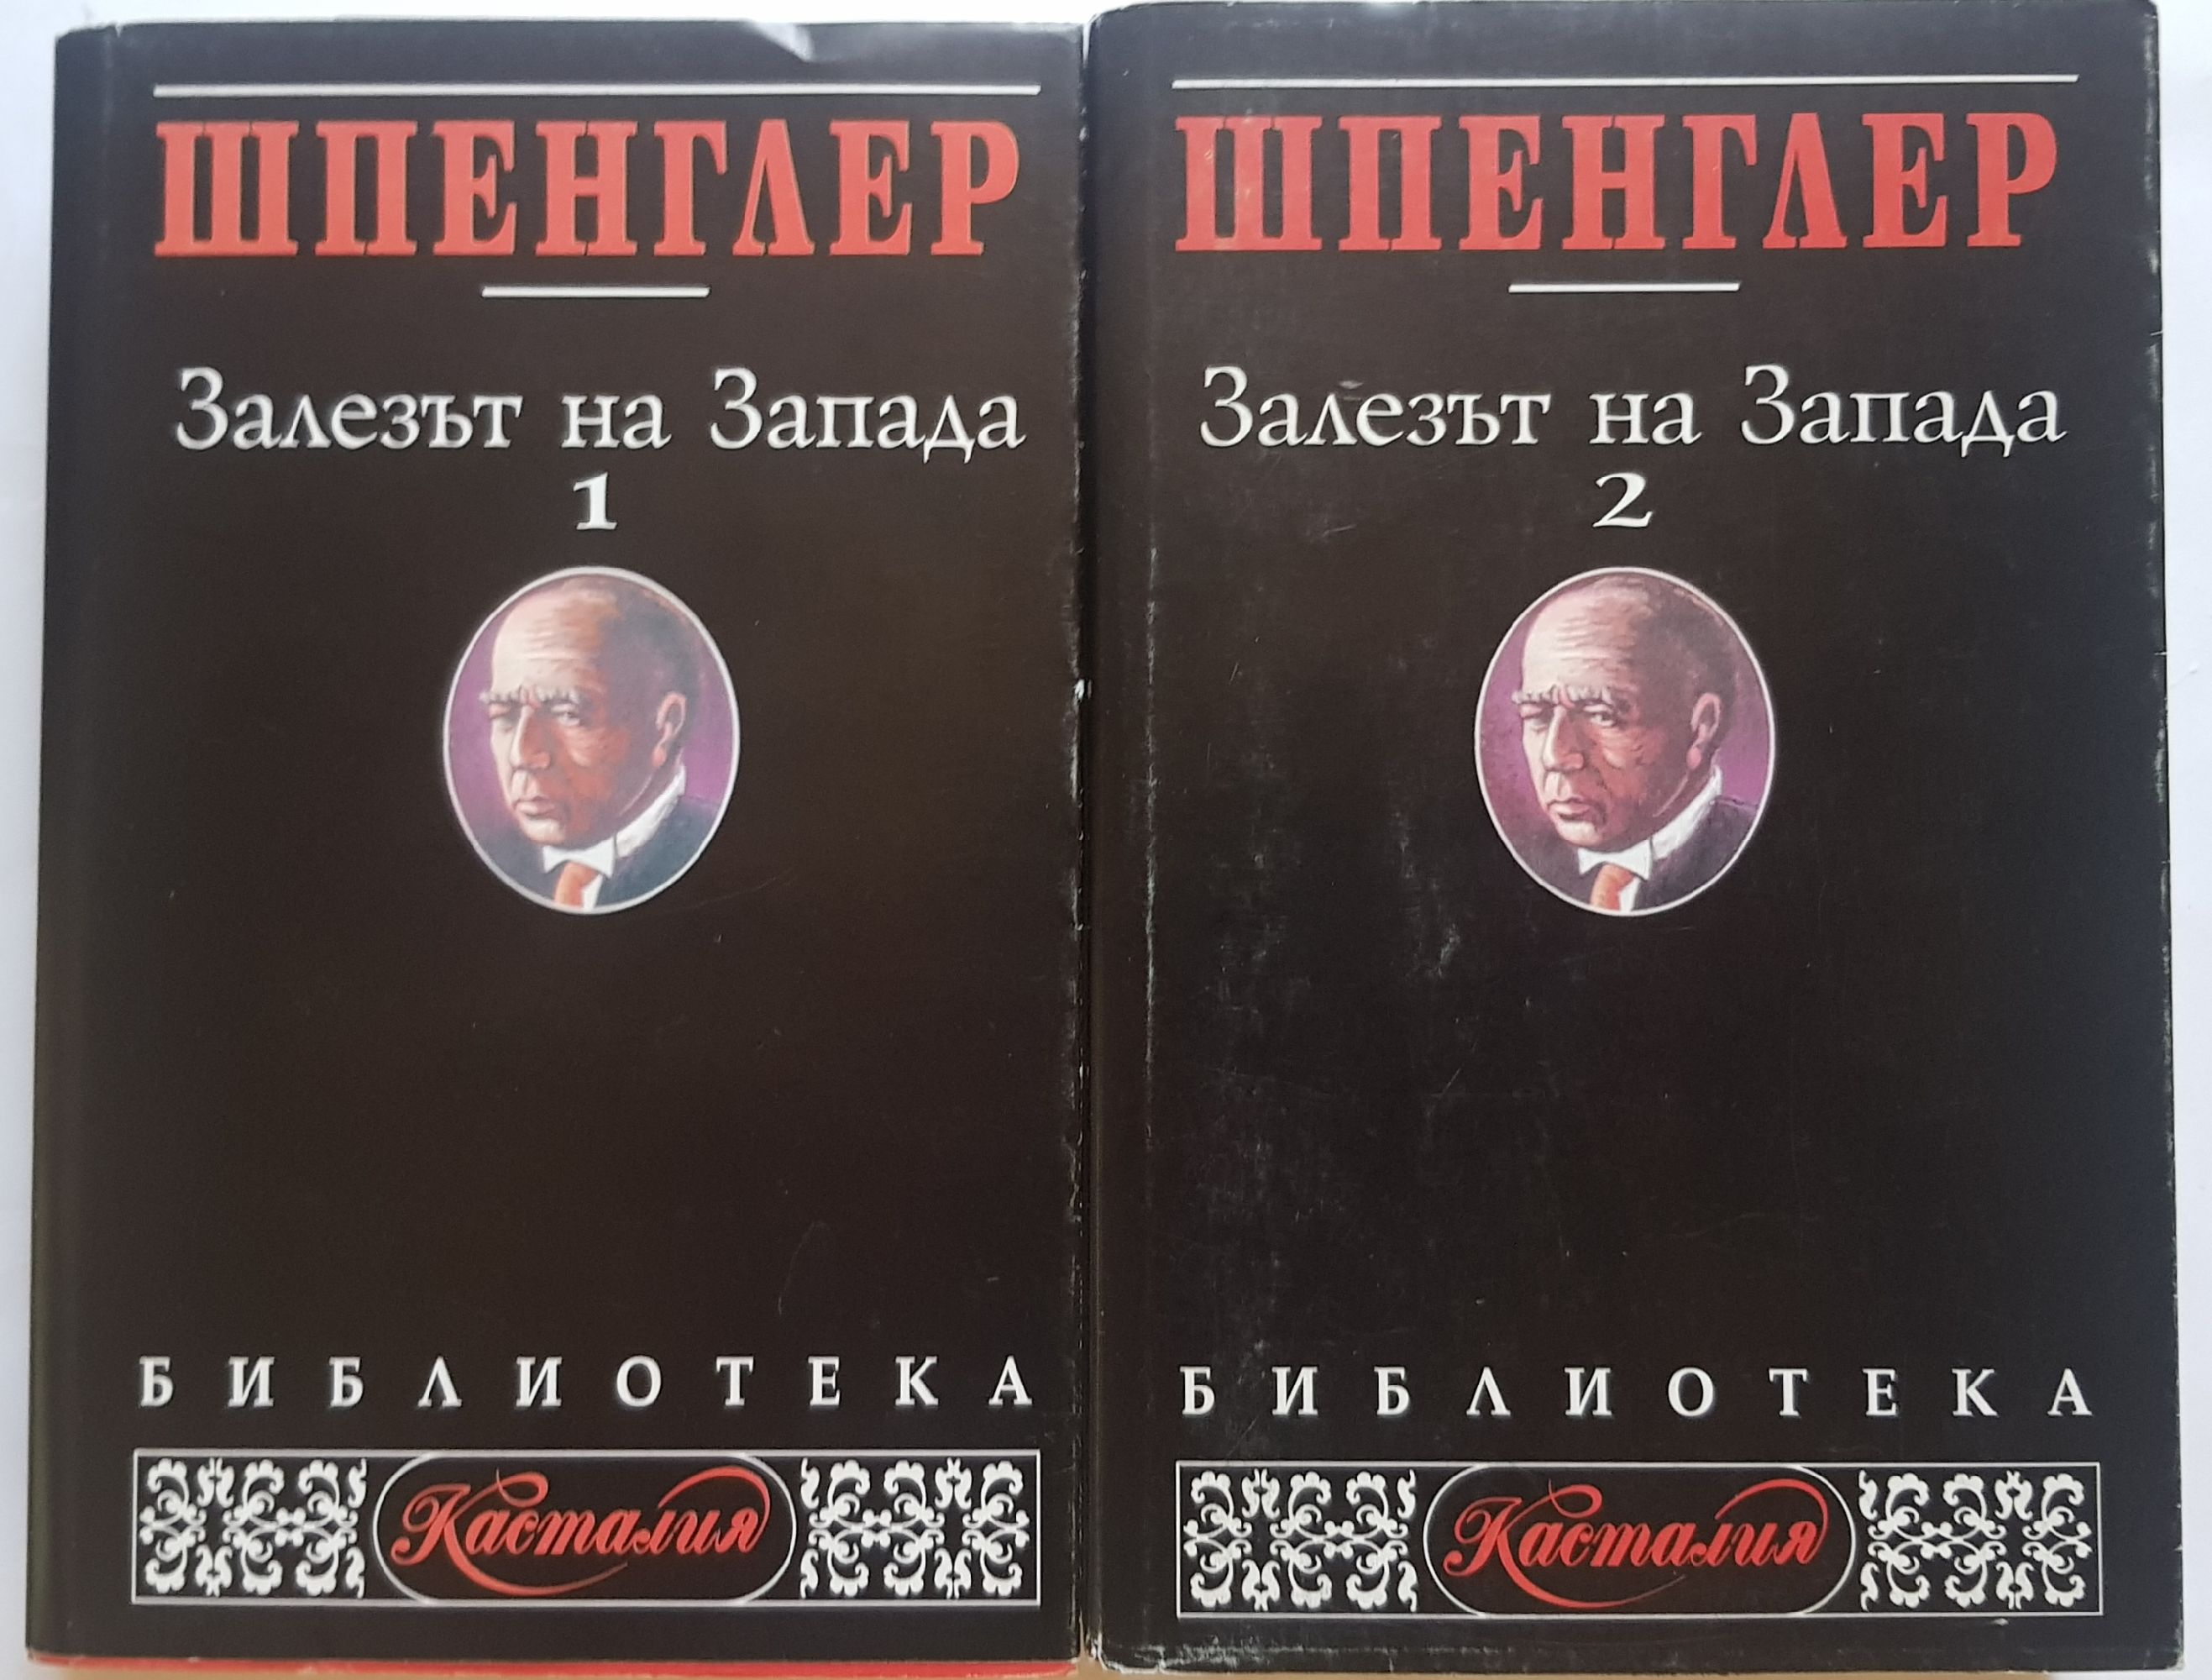 ШПЕНГЛЕР
Залезът на Запада
1
БИБЛИОТЕКА
Касталия
ШПЕНГЛЕР
Залезът на Запада
2
БИБЛИОТЕКА
Касталия